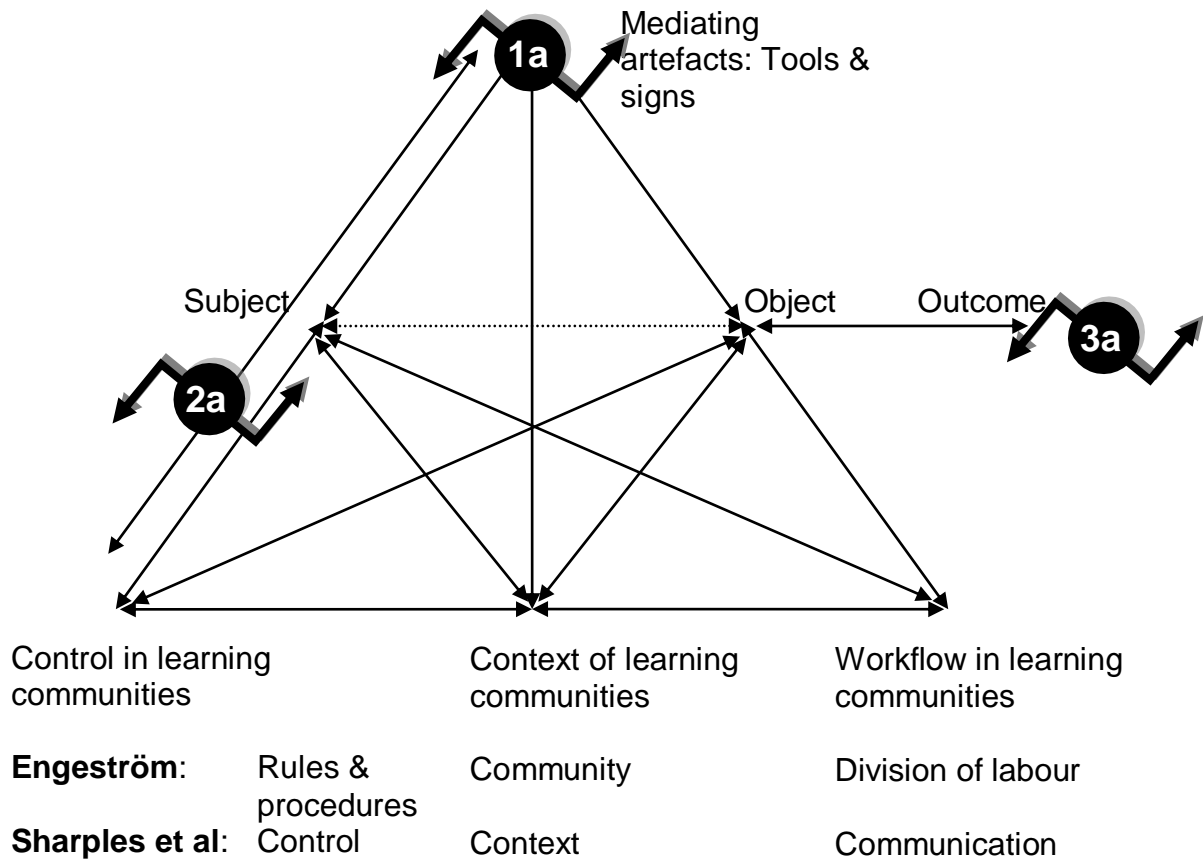 1a
Mediating
artefacts: Tools &
signs
Subject
Object
Outcome
3a
2a
Control in learning
communities
Context of learning
communities
Workflow in learning
communities
Engeström: Rules &
procedures
Community
Division of labour
Sharples et al: Control
Context
Communication